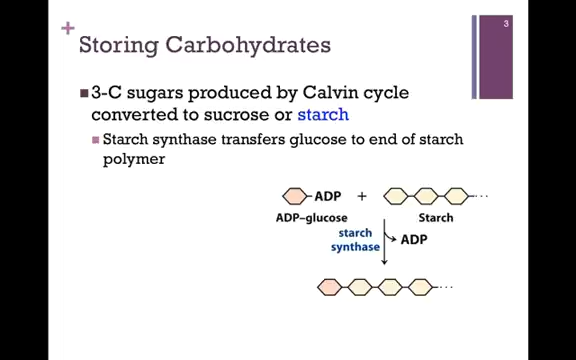 3
+
Storing Carbohydrates
3-C sugars produced by Calvin cycle
converted to sucrose or starch
Starch synthase transfers glucose to end of starch
polymer
ADP + ...
ADP–glucose Starch
starch
synthase
ADP
...